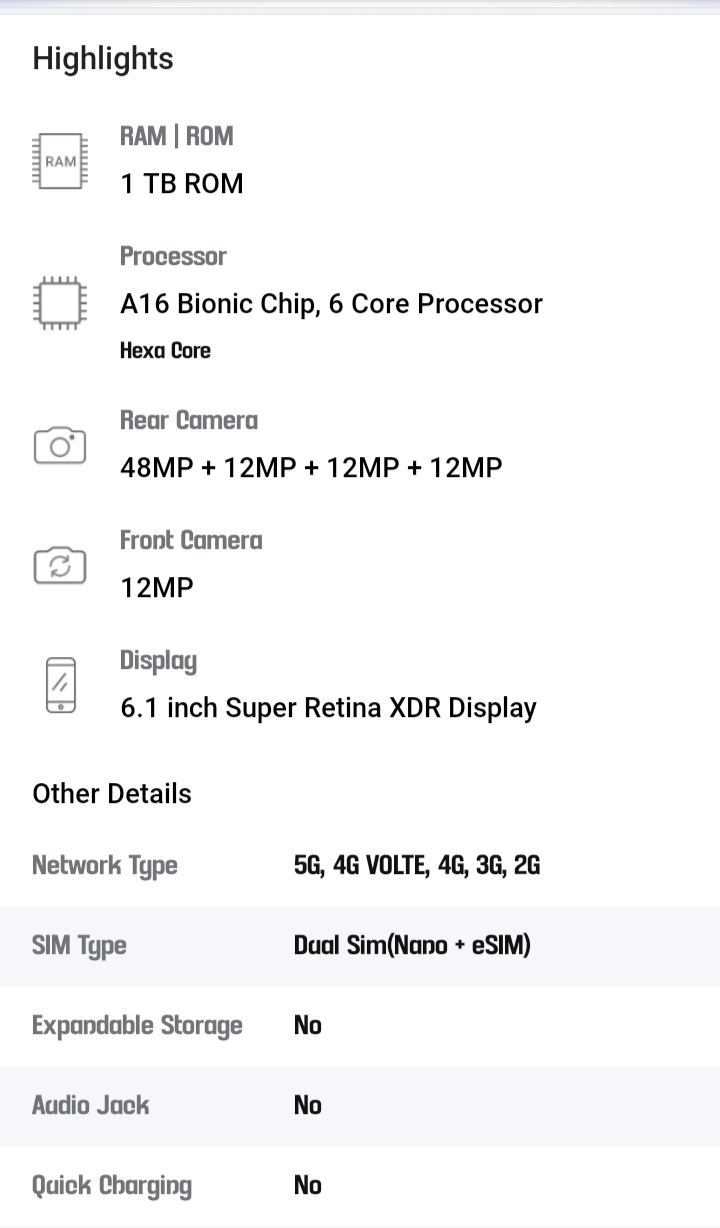 Highlights
RAM | ROM
RAM
1 TB ROM
Processor
A16 Bionic Chip, 6 Core Processor
Hexa Core
Rear Camera
48MP + 12MP + 12MP + 12MP
Front Camera
12MP
Display
6.1 inch Super Retina XDR Display
Other Details
Network Type 5G, 4G VOLTE, 4G, 3G, 2G
SIM Type Dual Sim(Nano + eSIM)
Expandable Storage No
Audio Jack No
Quick Charging No